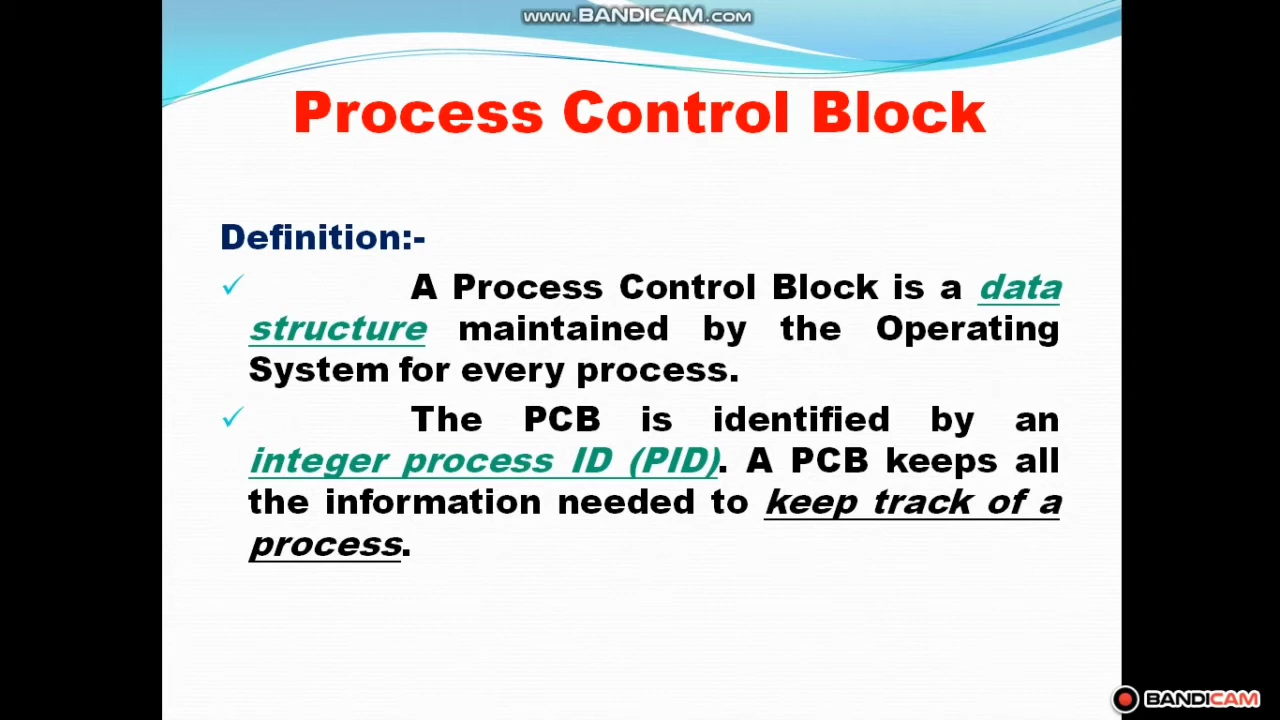 www.BANDICAM.com
Process Control Block
Definition:-
✓ A Process Control Block is a data
structure maintained by the Operating
System for every process.
✓ The PCB is identified by an
integer process ID (PID). A PCB keeps all
the information needed to keep track of a
process.
BANDICAM